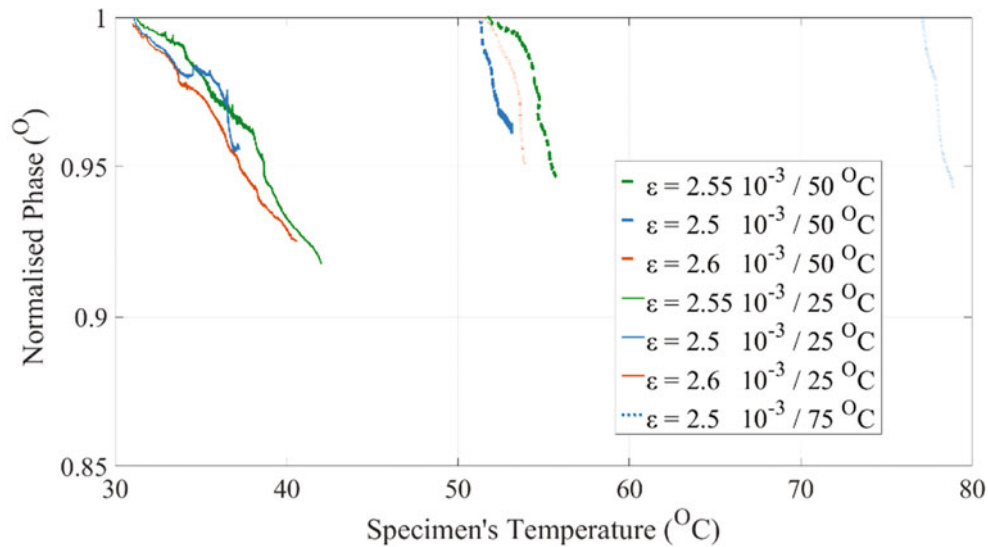 1
0.95
0.9
0.85
Normalised Phase (O)
30 40 50 60 70 80
Specimen's Temperature (OC)
ε = 2.55 10-3 / 50 OC
ε = 2.5 10-3 / 50 OC
ε = 2.6 10-3 / 50 OC
ε = 2.55 10-3 / 25 OC
ε = 2.5 10-3 / 25 OC
ε = 2.6 10-3 / 25 OC
ε = 2.5 10-3 / 75 OC